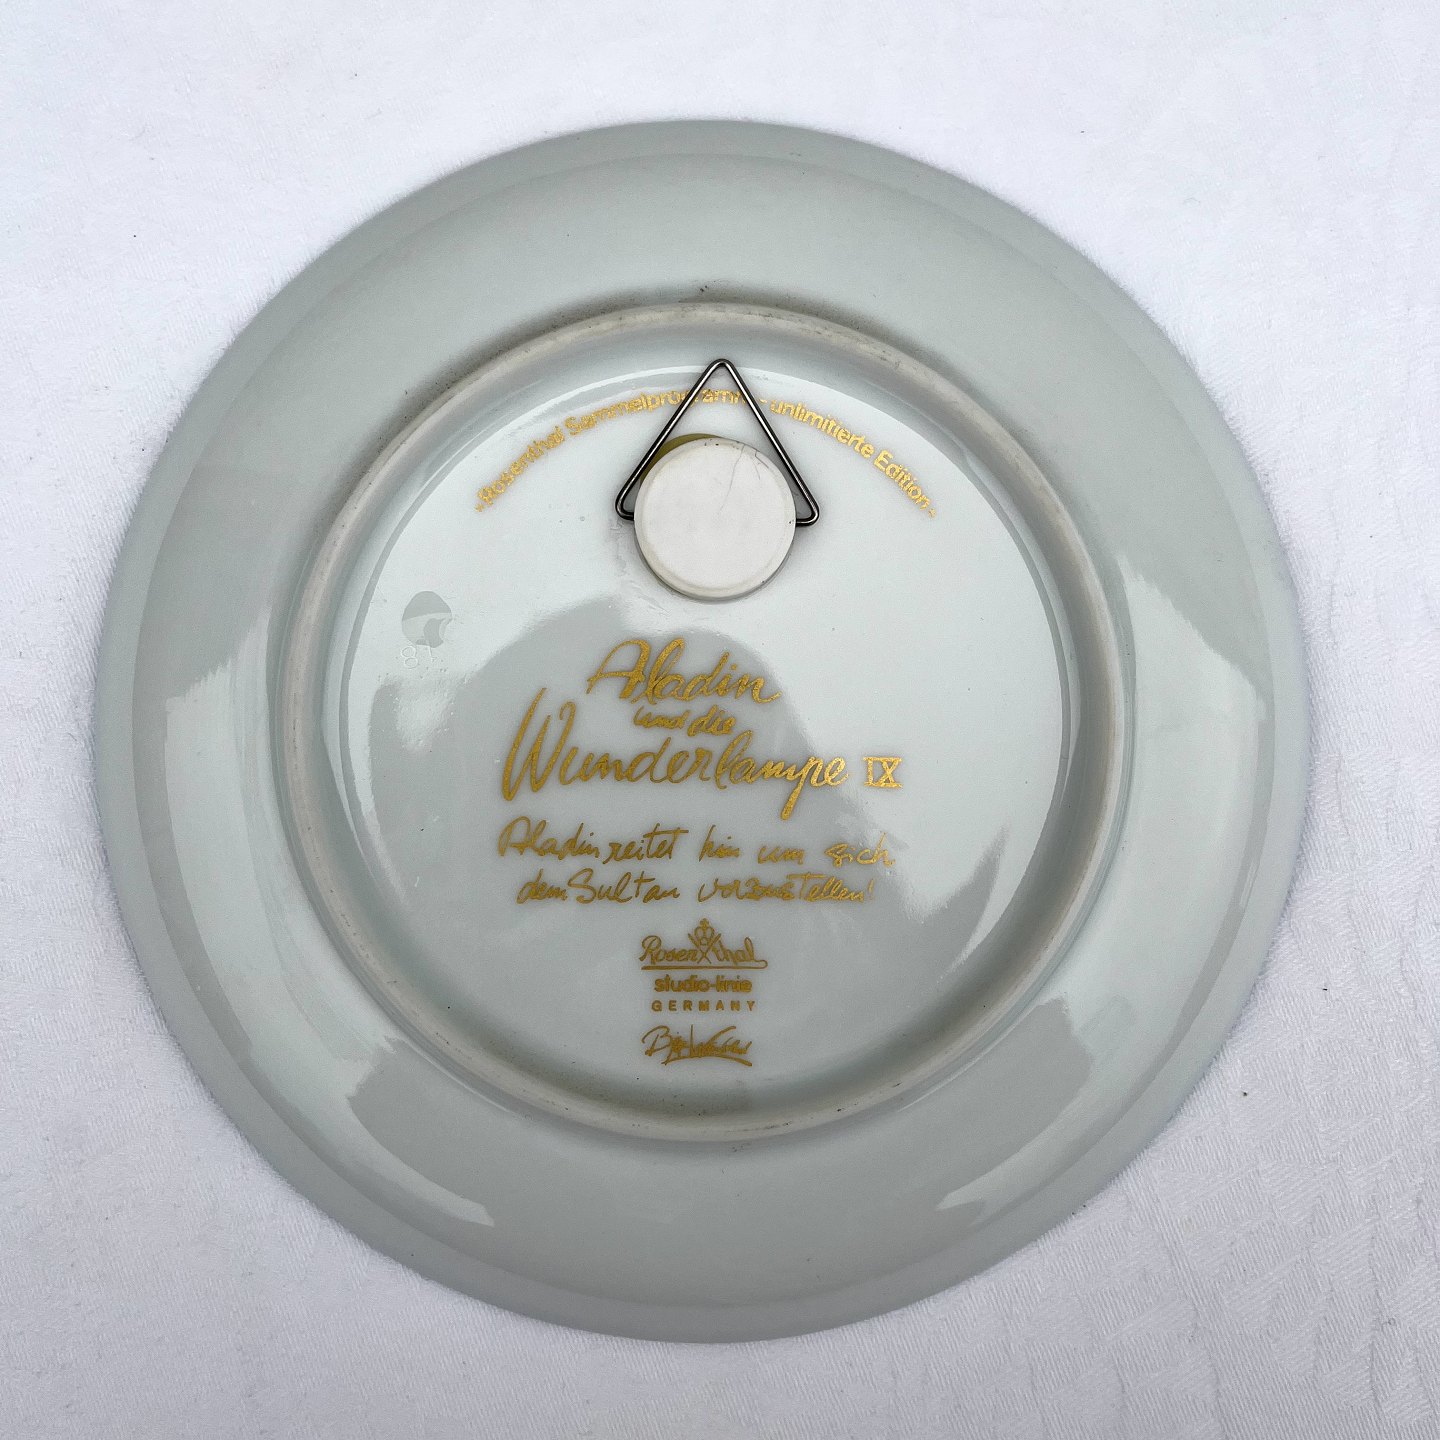 -Rosenthal Sammelprogramm - unlimitierte Edition-
81
Aladin
und die
Wunderlampe IX
Aladin reitet hin um sich
dem Sultan vorzustellen!
Rosenthal
studio-linie
GERMANY